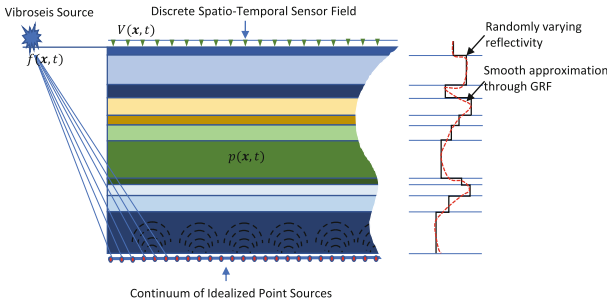 Vibroseis Source
Discrete Spatio-Temporal Sensor Field
V(x, t)
f(x, t)
Randomly varying
reflectivity
Smooth approximation
through GRF
p(x, t)
Continuum of Idealized Point Sources